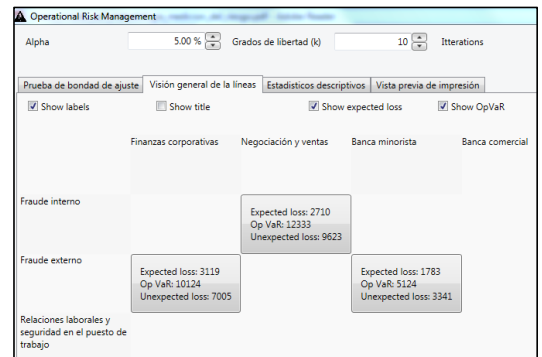 Operational Risk Management
Alpha 5.00 % Grados de libertad (k) 10 Itterations
Prueba de bondad de ajuste Visión general de la líneas Estadisticos descriptivos Vista previa de impresión
Show labels Show title Show expected loss Show OpVaR
Finanzas corporativas Negociación y ventas Banca minorista Banca comercial
Fraude interno
Expected loss: 2710
Op VaR: 12333
Unexpected loss: 9623
Fraude externo
Expected loss: 3119
Op VaR: 10124
Unexpected loss: 7005
Expected loss: 1783
Op VaR: 5124
Unexpected loss: 3341
Relaciones laborales y
seguridad en el puesto de
trabajo